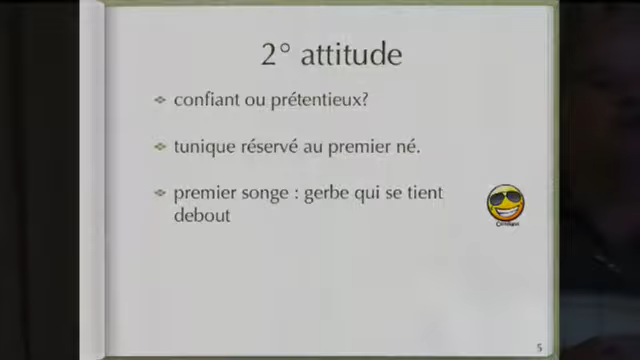 2° attitude
confiant ou prétentieux?
tunique réservé au premier né.
premier songe : gerbe qui se tient
debout
5